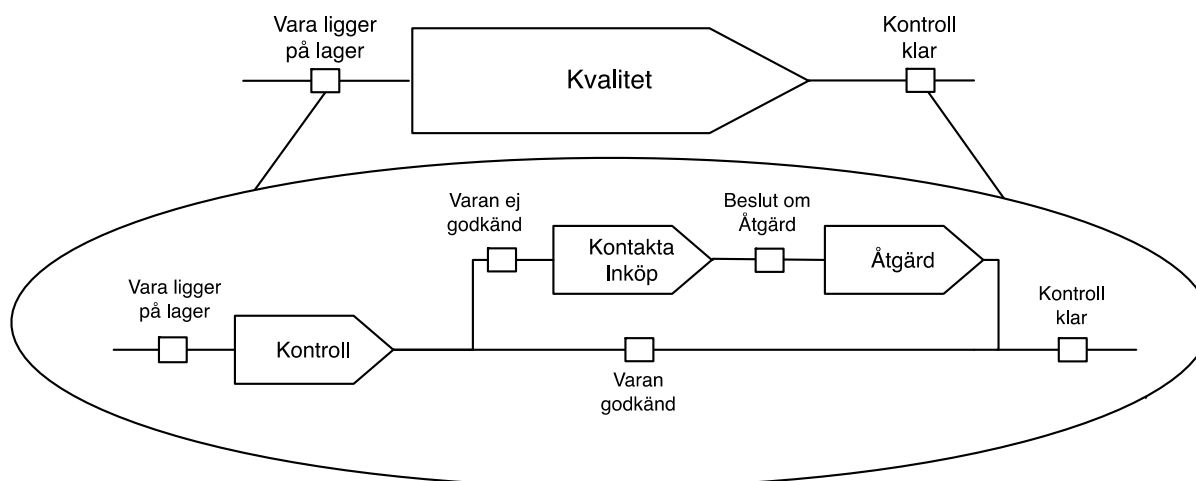 Vara ligger
på lager
Kvalitet
Kontroll
klar
Varan ej
godkänd
Beslut om
Åtgärd
Kontakta
Inköp
Åtgärd
Vara ligger
på lager
Kontroll
Kontroll
klar
Varan
godkänd